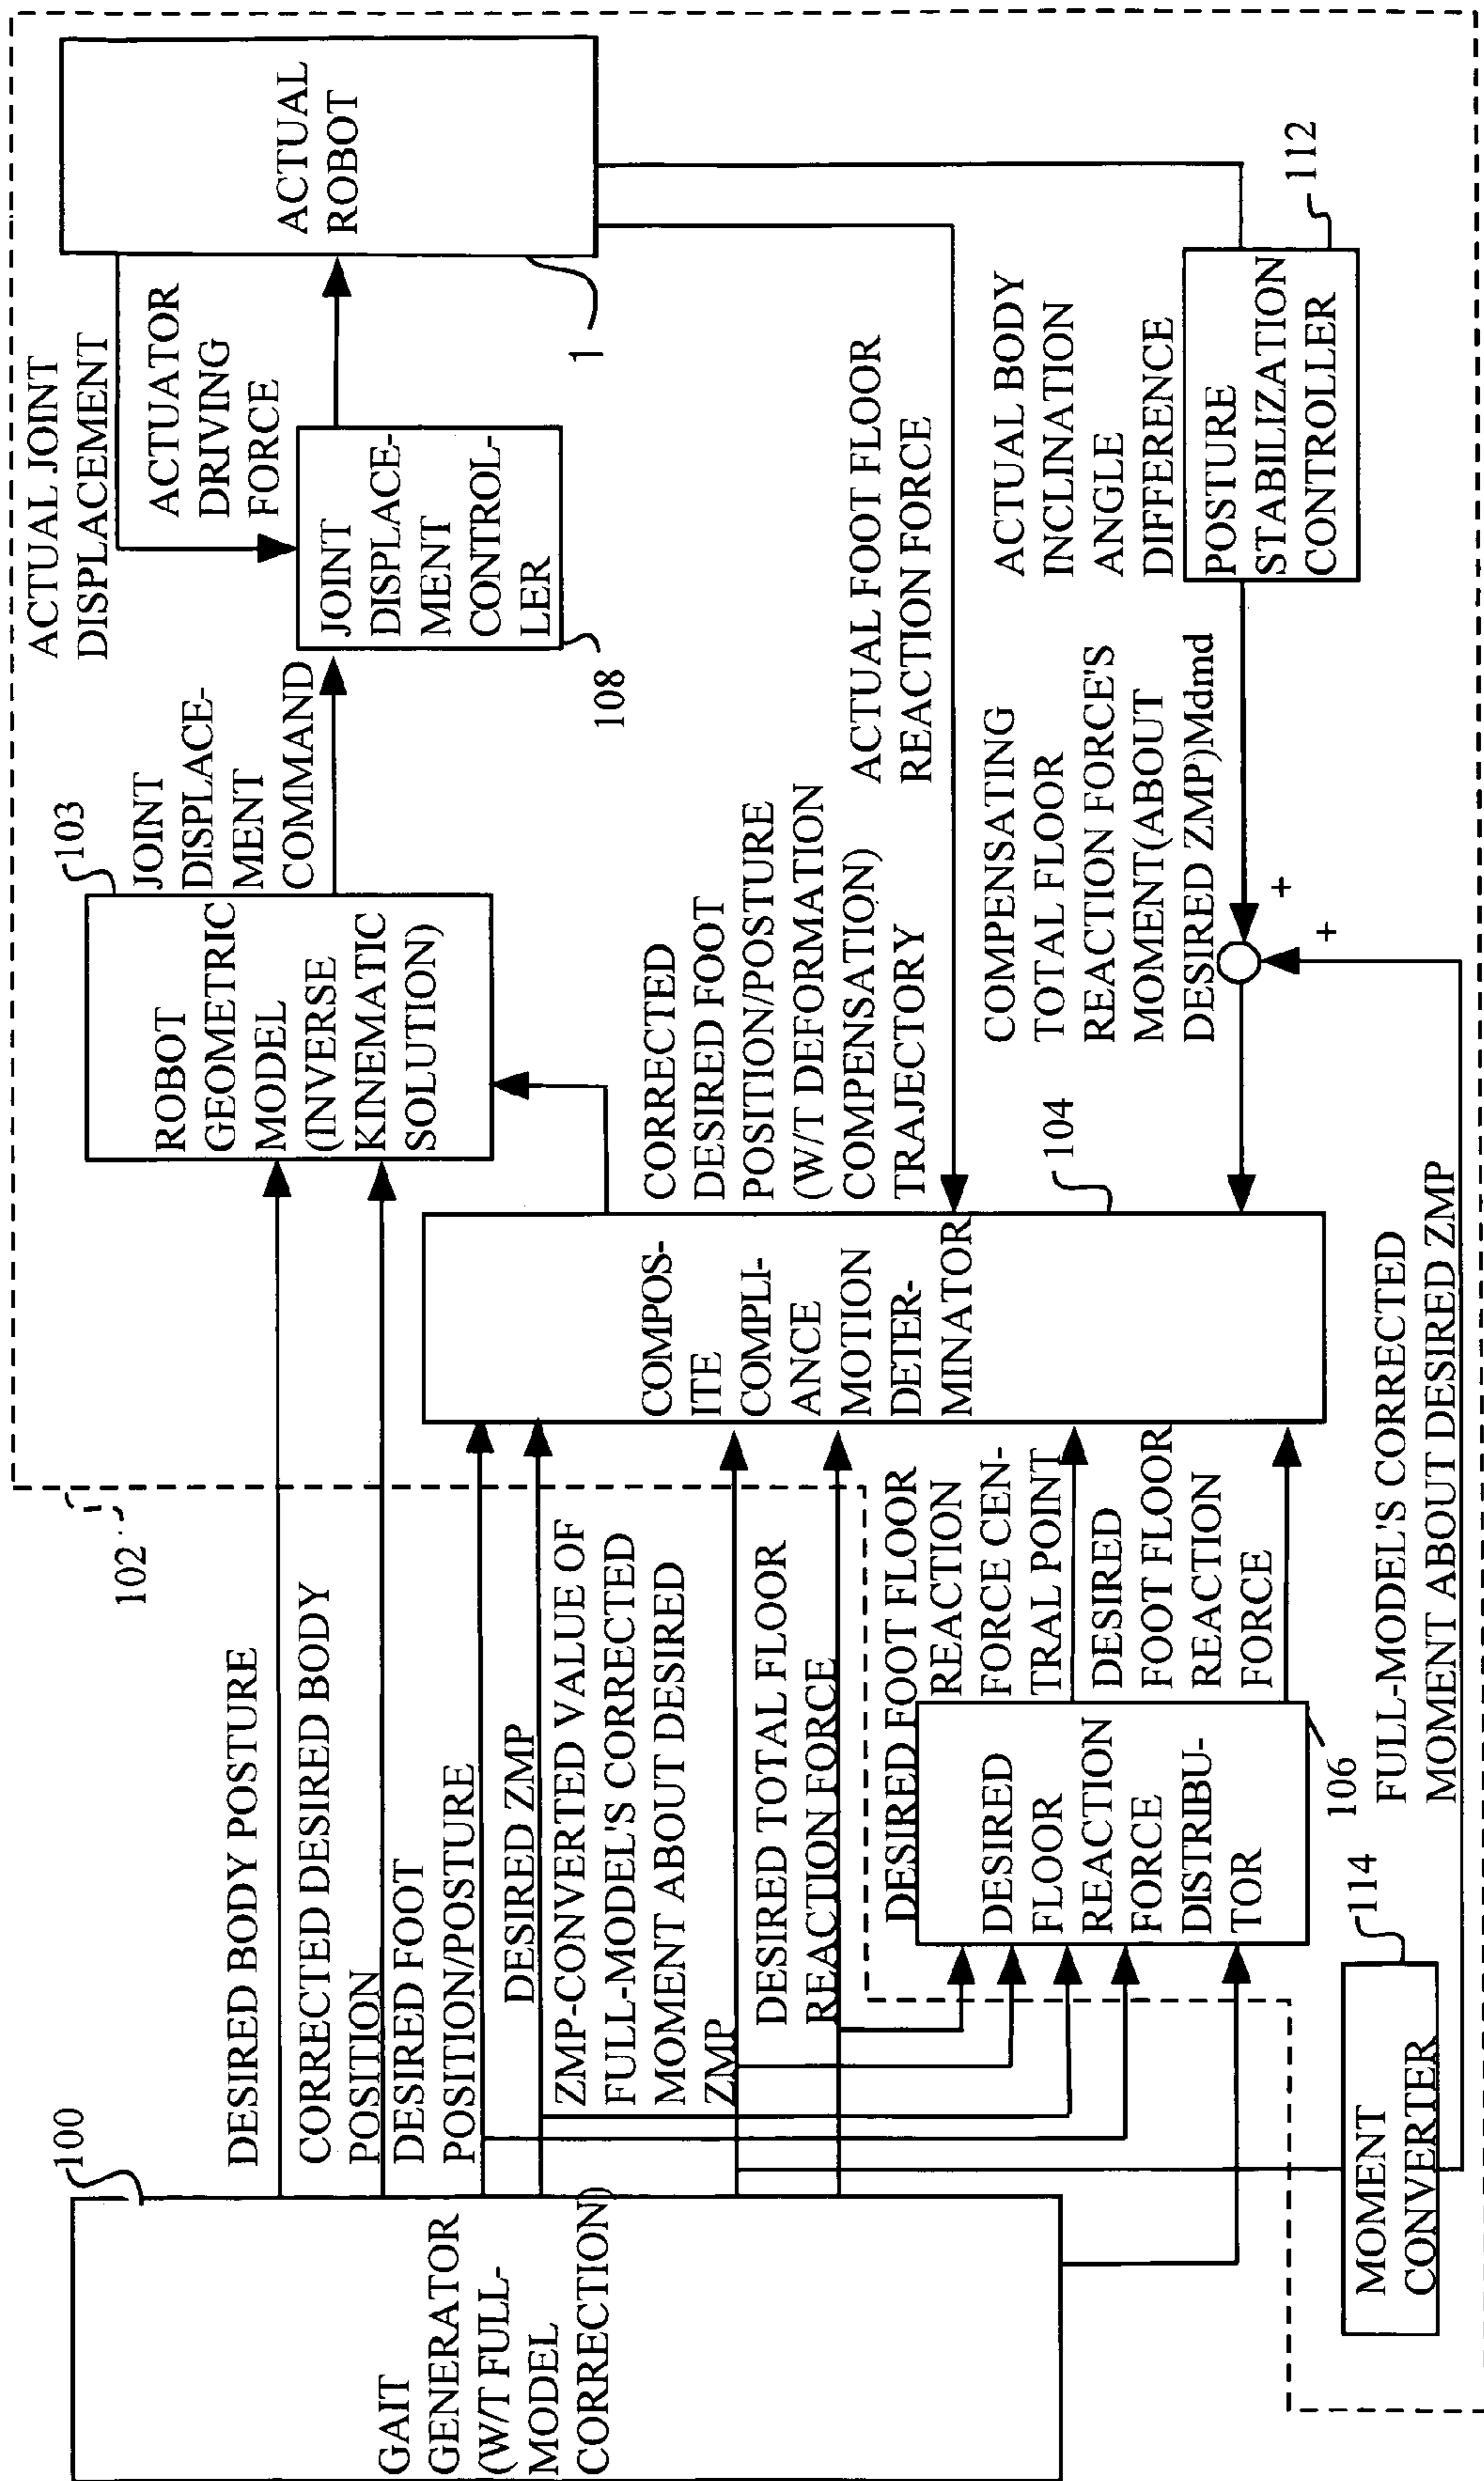 100
GAIT
GENERATOR
(W/T FULL-
MODEL
CORRECTION)
DESIRED BODY POSTURE
CORRECTED DESIRED BODY
POSITION
DESIRED FOOT
POSITION/POSTURE
DESIRED ZMP
ZMP-CONVERTED VALUE OF
FULL-MODEL'S CORRECTED
MOMENT ABOUT DESIRED
ZMP
DESIRED TOTAL FLOOR
REACTION FORCE
102
103
ROBOT
GEOMETRIC
MODEL
(INVERSE
KINEMATIC
SOLUTION)
JOINT
DISPLACE-
MENT
COMMAND
ACTUAL JOINT
DISPLACEMENT
ACTUATOR
DRIVING
FORCE
JOINT
DISPLACE-
MENT
CONTROL-
LER
108
ACTUAL
ROBOT
1
COMPOS-
ITE
COMPLI-
ANCE
MOTION
DETER-
MINATOR
104
CORRECTED
DESIRED FOOT
POSITION/POSTURE
(W/T DEFORMATION
COMPENSATION)
TRAJECTORY
ACTUAL FOOT FLOOR
REACTION FORCE
DESIRED FOOT FLOOR
REACTION
FORCE CEN-
TRAL POINT
DESIRED
FOOT FLOOR
REACTION
FORCE
DESIRED
FLOOR
REACTION
FORCE
DISTRIBU-
TOR
106
COMPENSATING
TOTAL FLOOR
REACTION FORCE'S
MOMENT(ABOUT
DESIRED ZMP)Mdmd
ACTUAL BODY
INCLINATION
ANGLE
DIFFERENCE
POSTURE
STABILIZATION
CONTROLLER
112
+
+
MOMENT
CONVERTER
114
FULL-MODEL'S CORRECTED
MOMENT ABOUT DESIRED ZMP